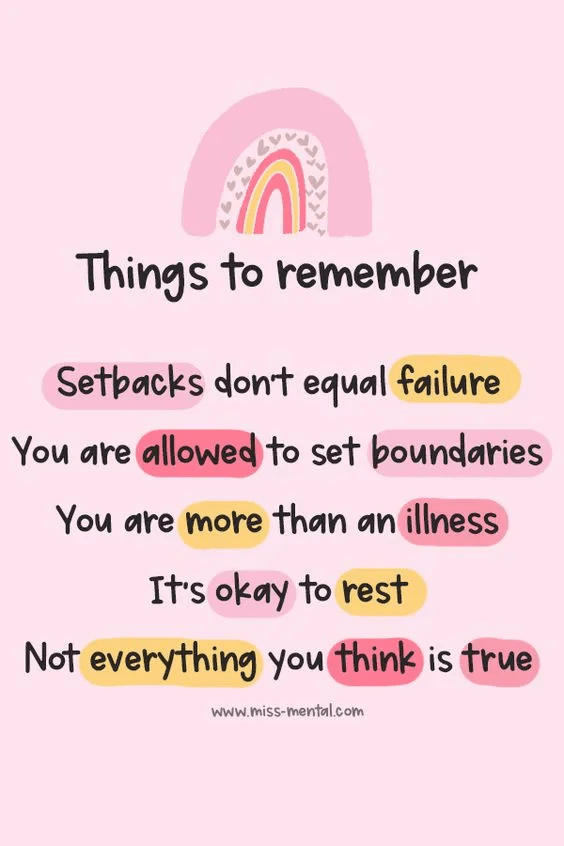 Things to remember
Setbacks don't equal failure
You are allowed to set boundaries
You are more than an illness
It's okay to rest
Not everything you think is true
www.miss-mental.com